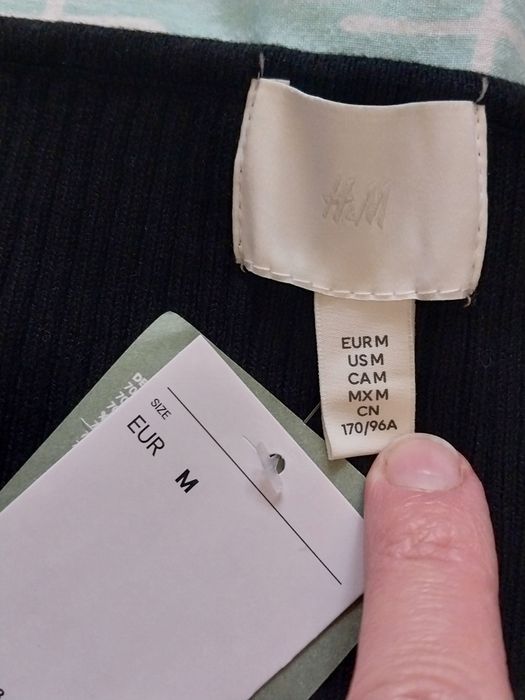 H&M
EUR M
US M
CA M
MX M
CN
170/96A
SIZE
EUR M